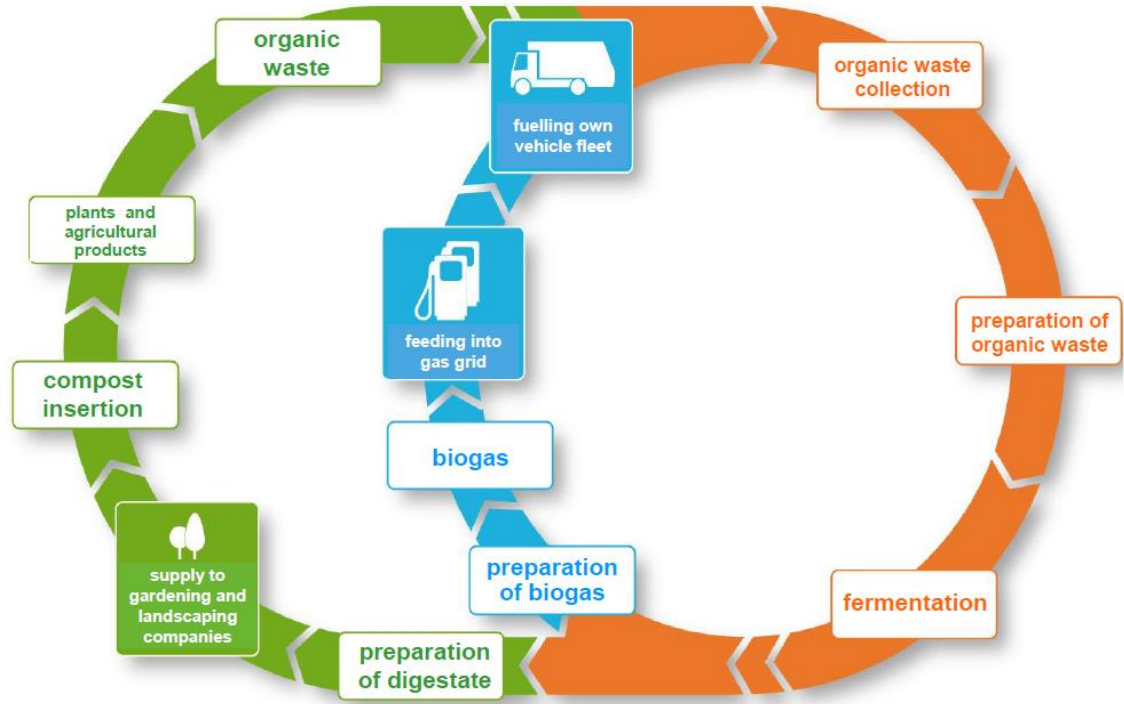 organic
waste
fuelling own
vehicle fleet
organic waste
collection
plants and
agricultural
products
feeding into
gas grid
preparation of
organic waste
compost
insertion
biogas
supply to
gardening and
landscaping
companies
preparation
of biogas
fermentation
preparation
of digestate